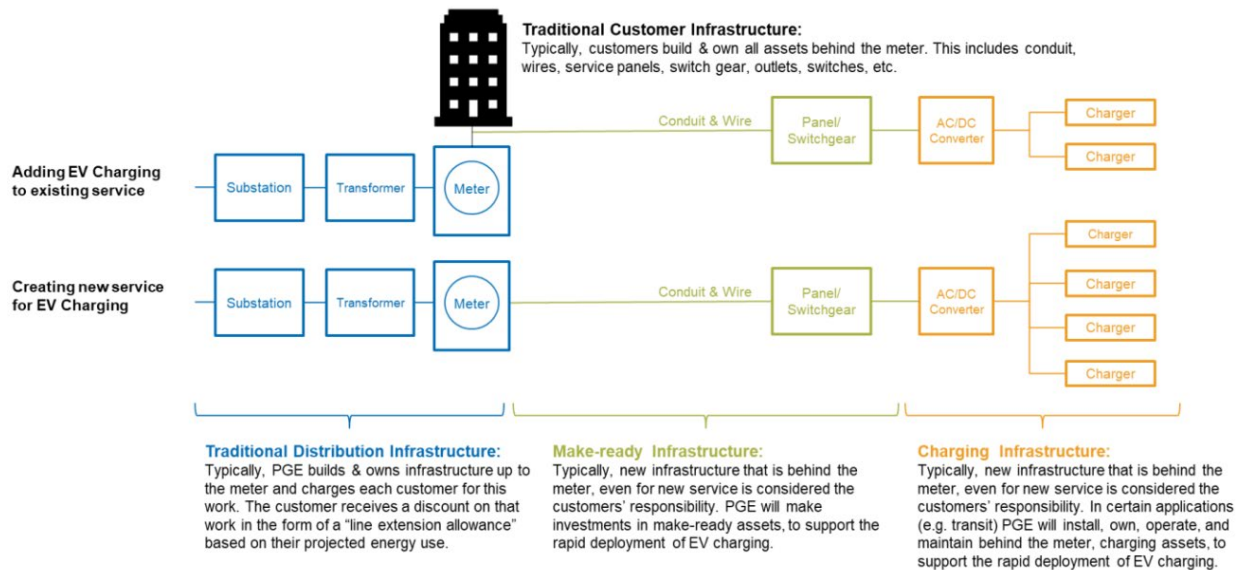 Traditional Customer Infrastructure:
Typically, customers build & own all assets behind the meter. This includes conduit,
wires, service panels, switch gear, outlets, switches, etc.
Adding EV Charging
to existing service
Substation
Transformer
Meter
Conduit & Wire
Panel/
Switchgear
AC/DC
Converter
Charger
Charger
Creating new service
for EV Charging
Substation
Transformer
Meter
Conduit & Wire
Panel/
Switchgear
AC/DC
Converter
Charger
Charger
Charger
Charger
Traditional Distribution Infrastructure:
Typically, PGE builds & owns infrastructure up to
the meter and charges each customer for this
work. The customer receives a discount on that
work in the form of a “line extension allowance”
based on their projected energy use.
Make-ready Infrastructure:
Typically, new infrastructure that is behind the
meter, even for new service is considered the
customers’ responsibility. PGE will make
investments in make-ready assets, to support the
rapid deployment of EV charging.
Charging Infrastructure:
Typically, new infrastructure that is behind the
meter, even for new service is considered the
customers’ responsibility. In certain applications
(e.g. transit) PGE will install, own, operate, and
maintain behind the meter, charging assets, to
support the rapid deployment of EV charging.